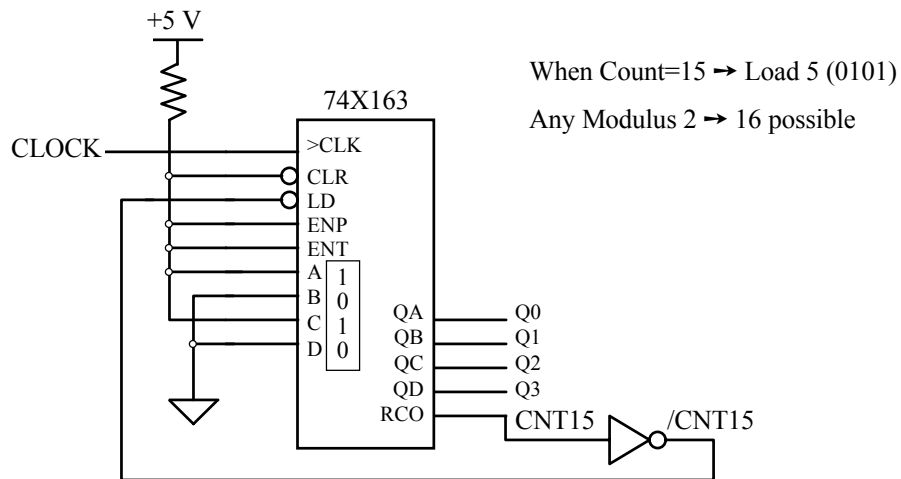 +5 V
When Count=15 ➙ Load 5 (0101)
74X163
Any Modulus 2 ➙ 16 possible
CLOCK
>CLK
CLR
LD
ENP
ENT
A 1
B 0
C 1
D 0
QA Q0
QB Q1
QC Q2
QD Q3
RCO CNT15 /CNT15